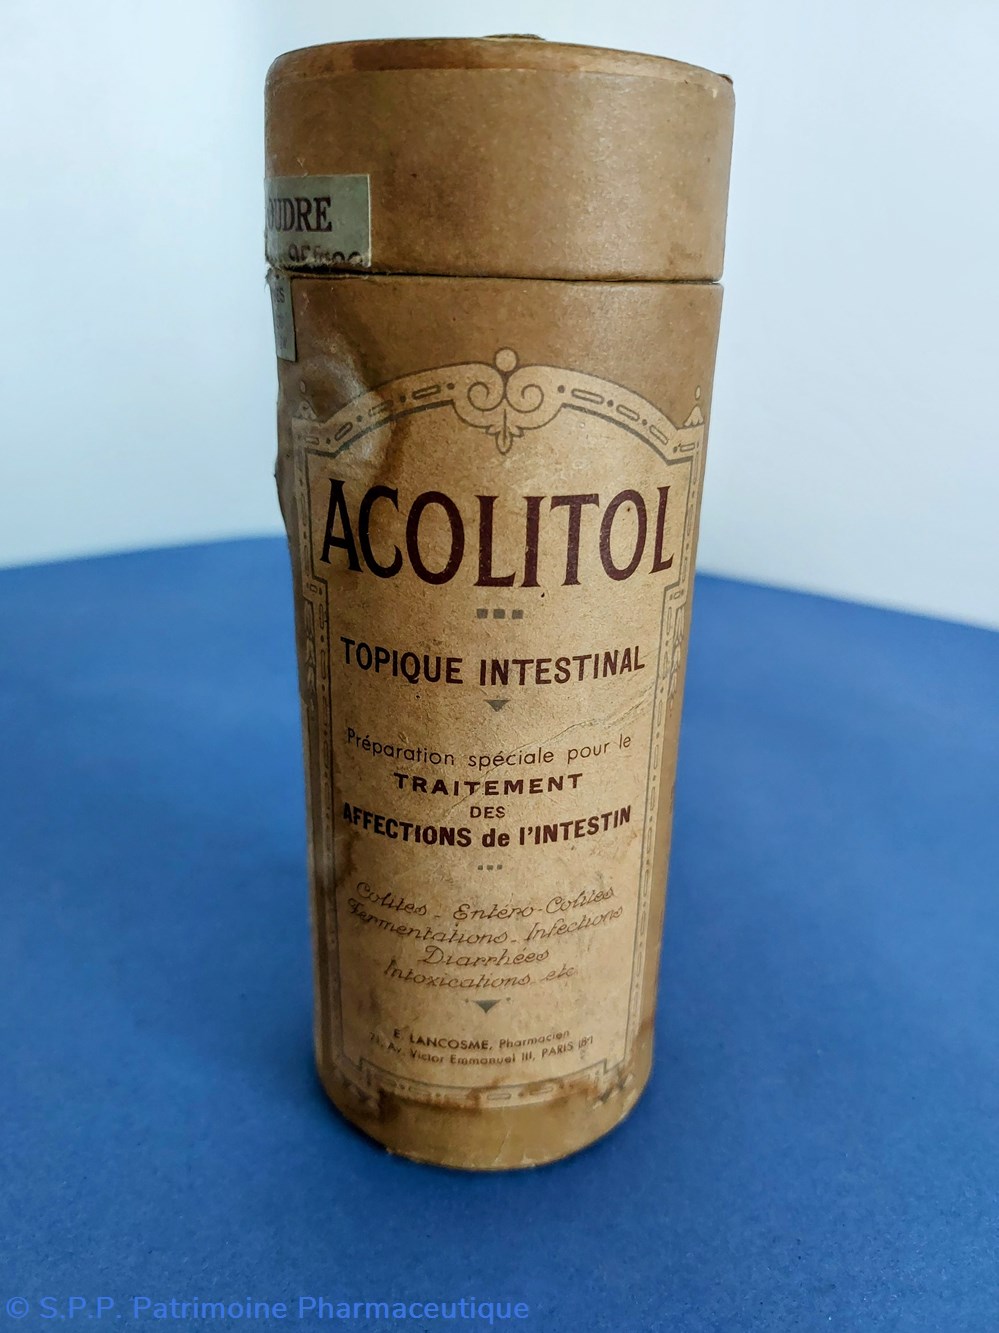 OUDRE
ACOLITOL
TOPIQUE INTESTINAL
Préparation spéciale pour le
TRAITEMENT
DES
AFFECTIONS de l'INTESTIN
Colites - Entéro-Colites
Fermentations - Infections
Diarrhées
Intoxications etc
E. LANCOSME, Pharmacien
71, Av. Victor Emmanuel III, PARIS (8e)
© S.P.P. Patrimoine Pharmaceutique